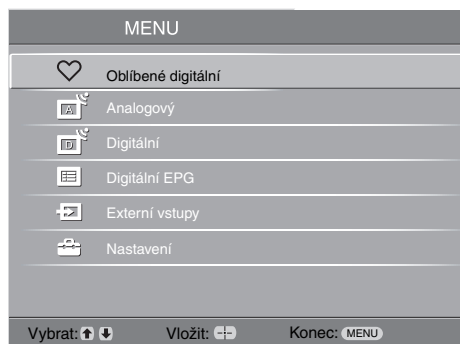 MENU
Oblíbené digitální
A Analogový
D Digitální
Digitální EPG
Externí vstupy
Nastavení
Vybrat: Vložit: Konec: MENU